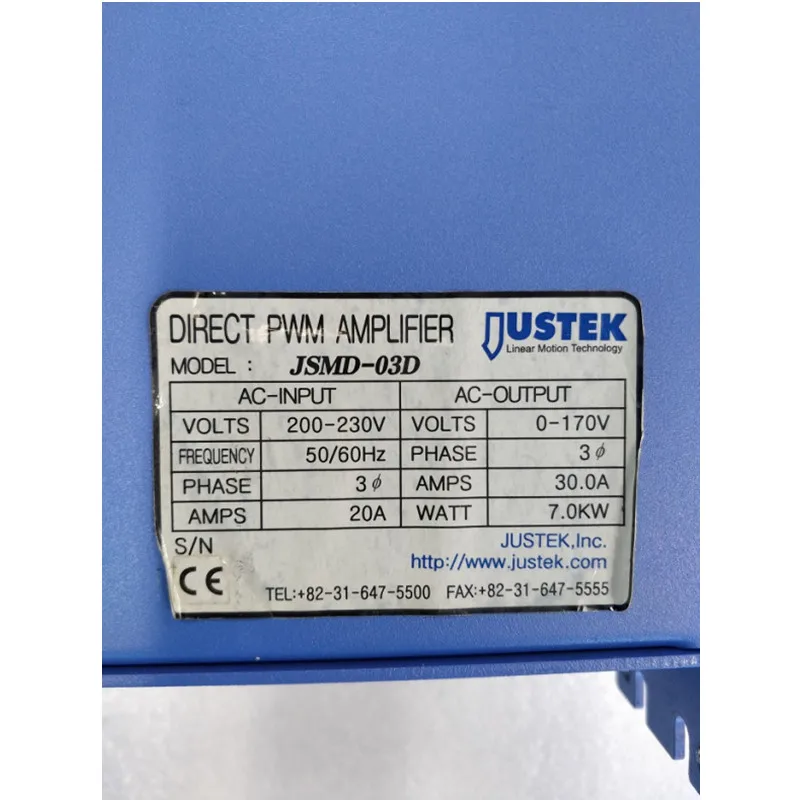 DIRECT PWM AMPLIFIER JUSTEK
Linear Motion Technology
MODEL : JSMD-03D
AC-INPUT AC-OUTPUT
VOLTS 200-230V VOLTS 0-170V
FREQUENCY 50/60Hz PHASE 3ϕ
PHASE 3ϕ AMPS 30.0A
AMPS 20A WATT 7.0KW
S/N JUSTEK,Inc.
http://www.justek.com
CE TEL:+82-31-647-5500 FAX:+82-31-647-5555